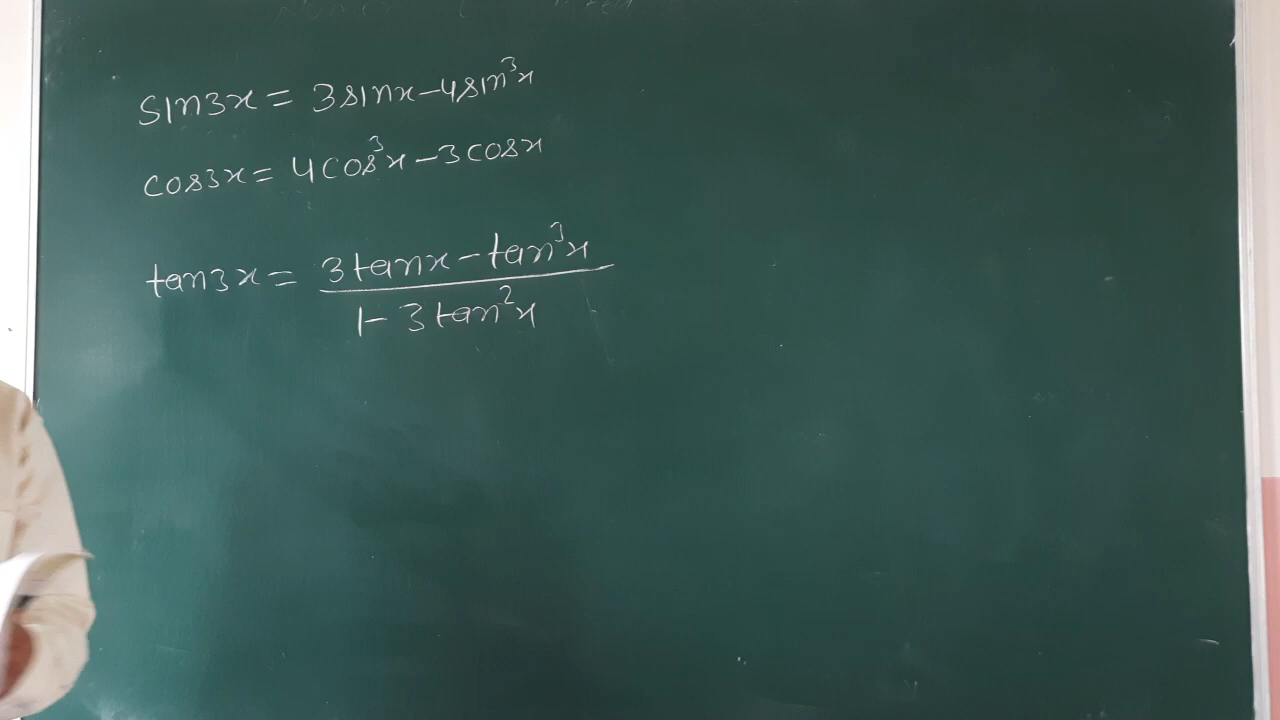 sin3x = 3sinx-4sin³x
cos3x = 4cos³x-3cosx
tan3x = 3tanx-tan³x
1-3tan²x